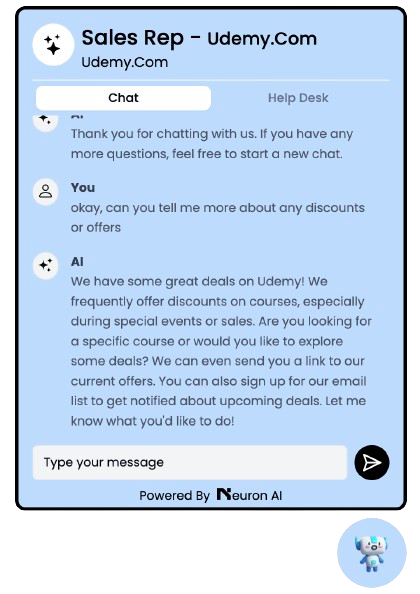 Sales Rep - Udemy.Com
Udemy.Com
Chat
Help Desk
AI
Thank you for chatting with us. If you have any
more questions, feel free to start a new chat.
You
okay, can you tell me more about any discounts
or offers
AI
We have some great deals on Udemy! We
frequently offer discounts on courses, especially
during special events or sales. Are you looking for
a specific course or would you like to explore
some deals? We can even send you a link to our
current offers. You can also sign up for our email
list to get notified about upcoming deals. Let me
know what you'd like to do!
Type your message
Powered By Neuron AI